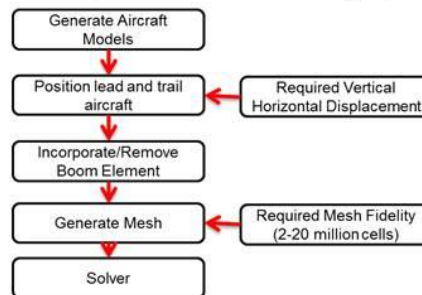 Generate Aircraft
Models
Position lead and trail
aircraft
Required Vertical
Horizontal Displacement
Incorporate/Remove
Boom Element
Generate Mesh
Required Mesh Fidelity
(2-20 million cells)
Solver